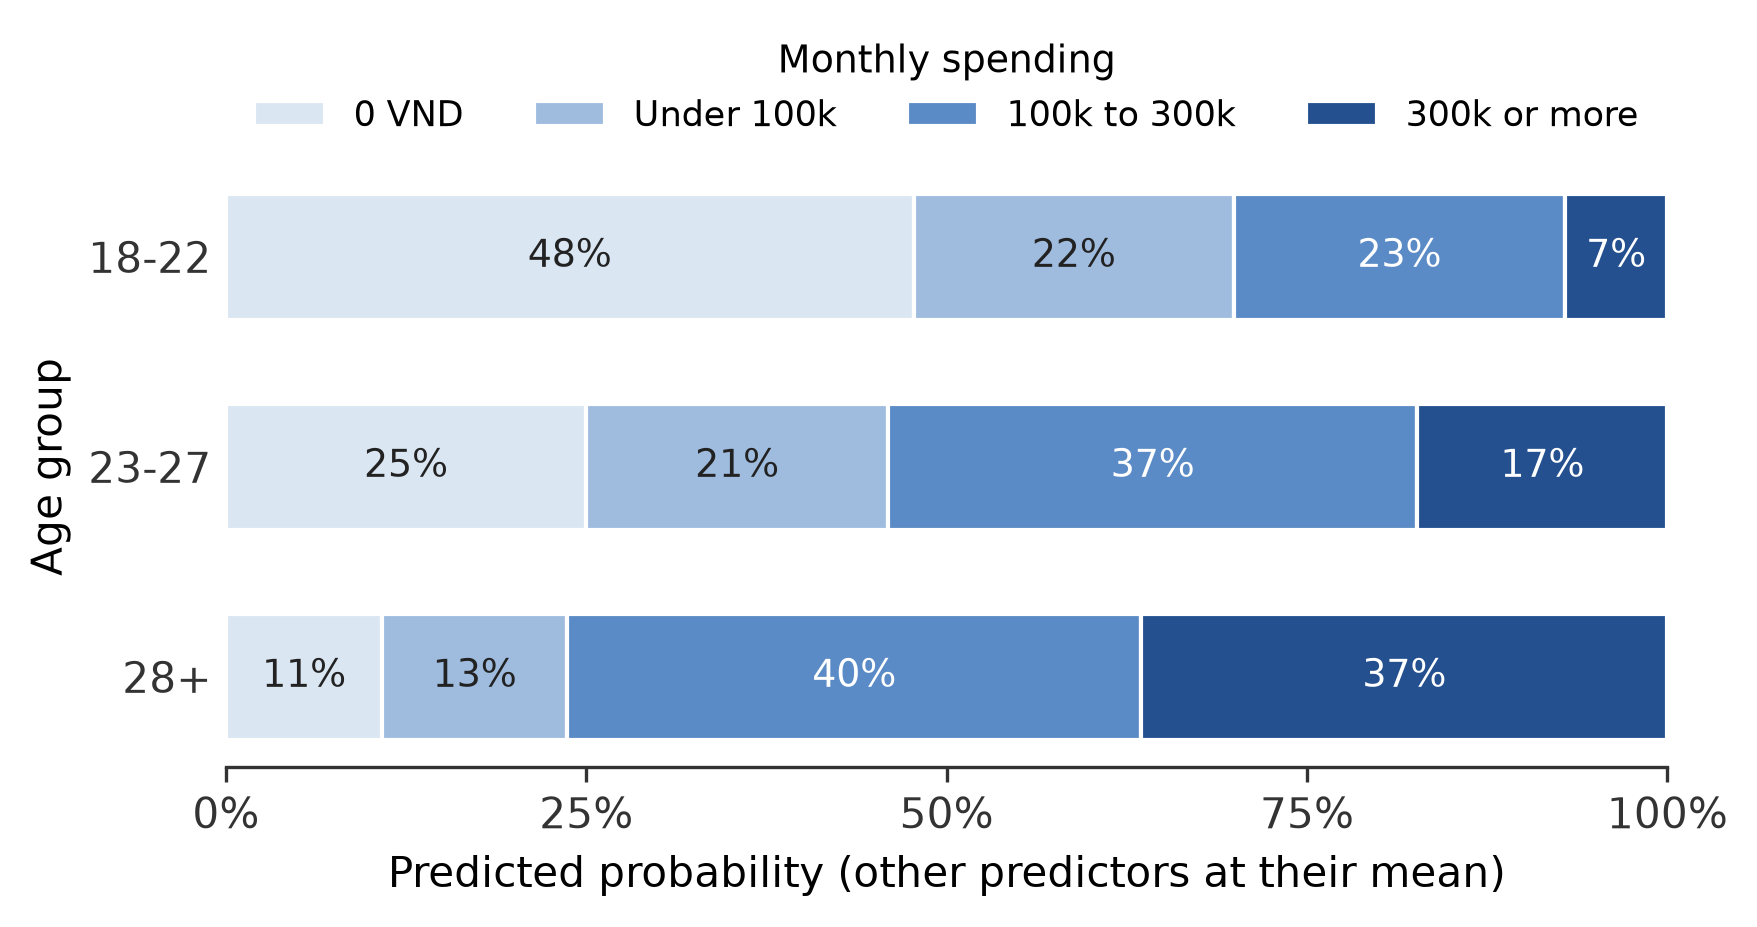 Monthly spending
0 VND Under 100k 100k to 300k 300k or more
18-22 48% 22% 23% 7%
Age group
23-27 25% 21% 37% 17%
28+ 11% 13% 40% 37%
0% 25% 50% 75% 100%
Predicted probability (other predictors at their mean)